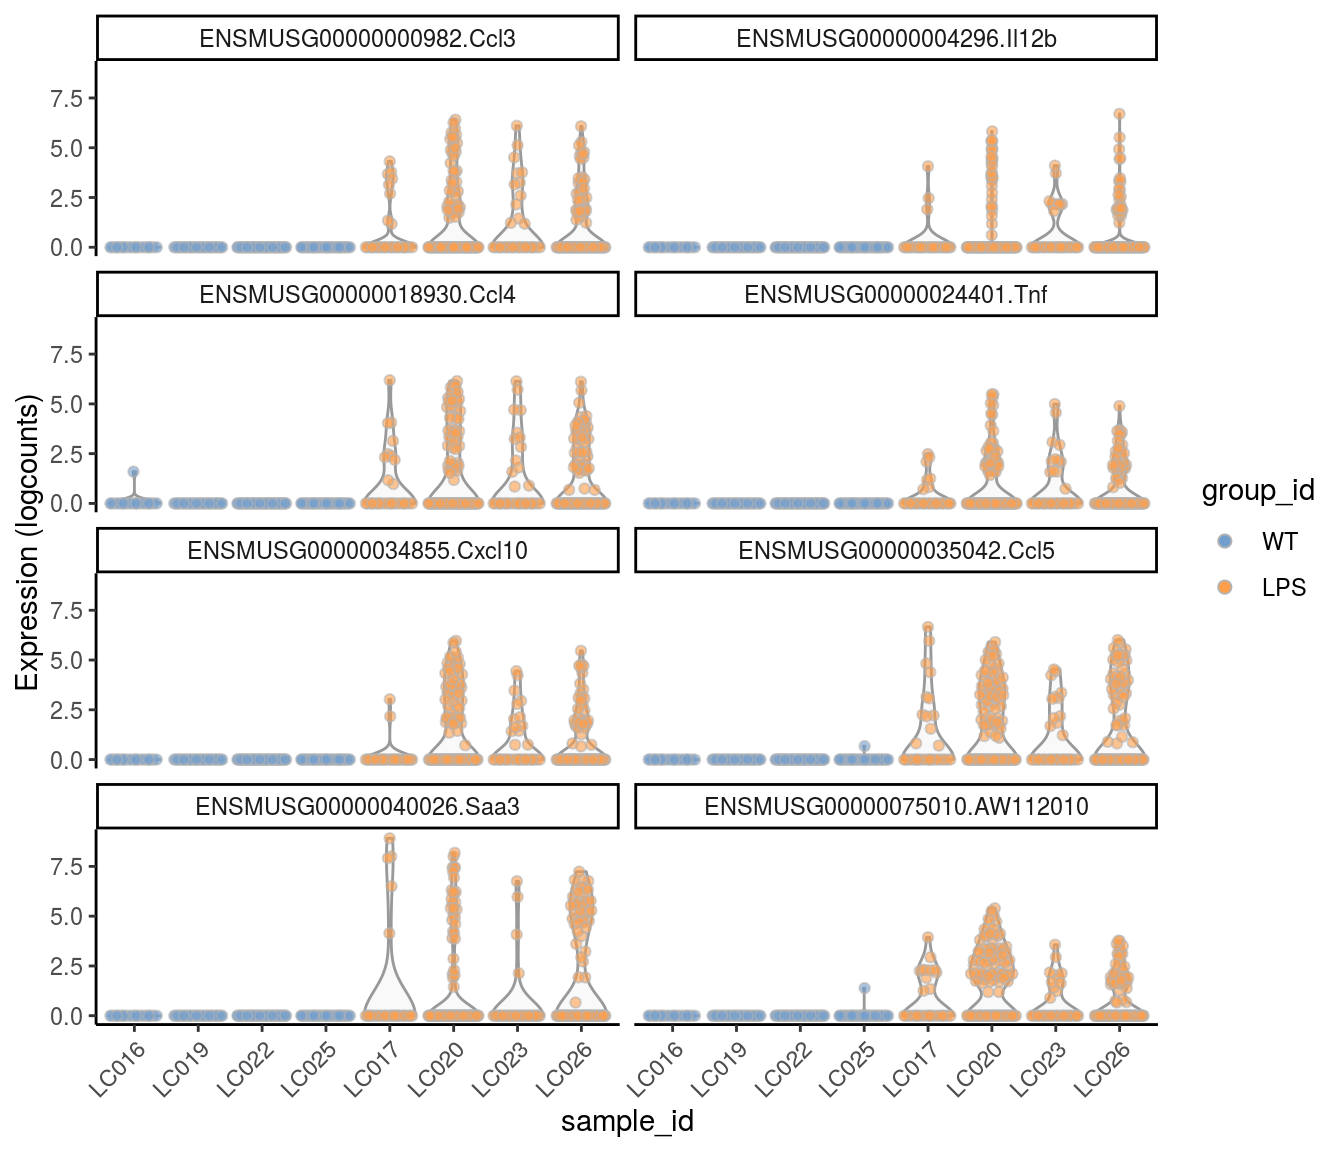 ENSMUSG00000000982.Ccl3
ENSMUSG00000004296.Il12b
7.5
5.0
2.5
0.0
ENSMUSG00000018930.Ccl4
ENSMUSG00000024401.Tnf
7.5
5.0
2.5
0.0
ENSMUSG00000034855.Cxcl10
ENSMUSG00000035042.Ccl5
7.5
5.0
2.5
0.0
ENSMUSG00000040026.Saa3
ENSMUSG00000075010.AW112010
7.5
5.0
2.5
0.0
Expression (logcounts)
LC016
LC019
LC022
LC025
LC017
LC020
LC023
LC026
LC016
LC019
LC022
LC025
LC017
LC020
LC023
LC026
sample_id
group_id
WT
LPS